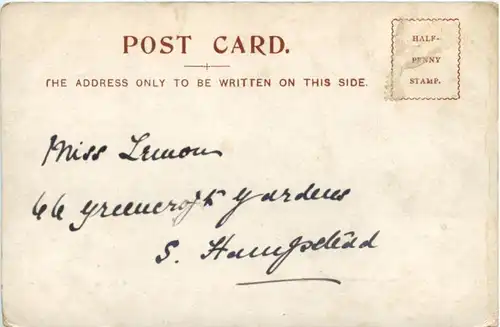 POST CARD.
THE ADDRESS ONLY TO BE WRITTEN ON THIS SIDE.
HALF-
PENNY
STAMP.
Miss Lemon
66 Greencroft Gardens
S. Hampstead